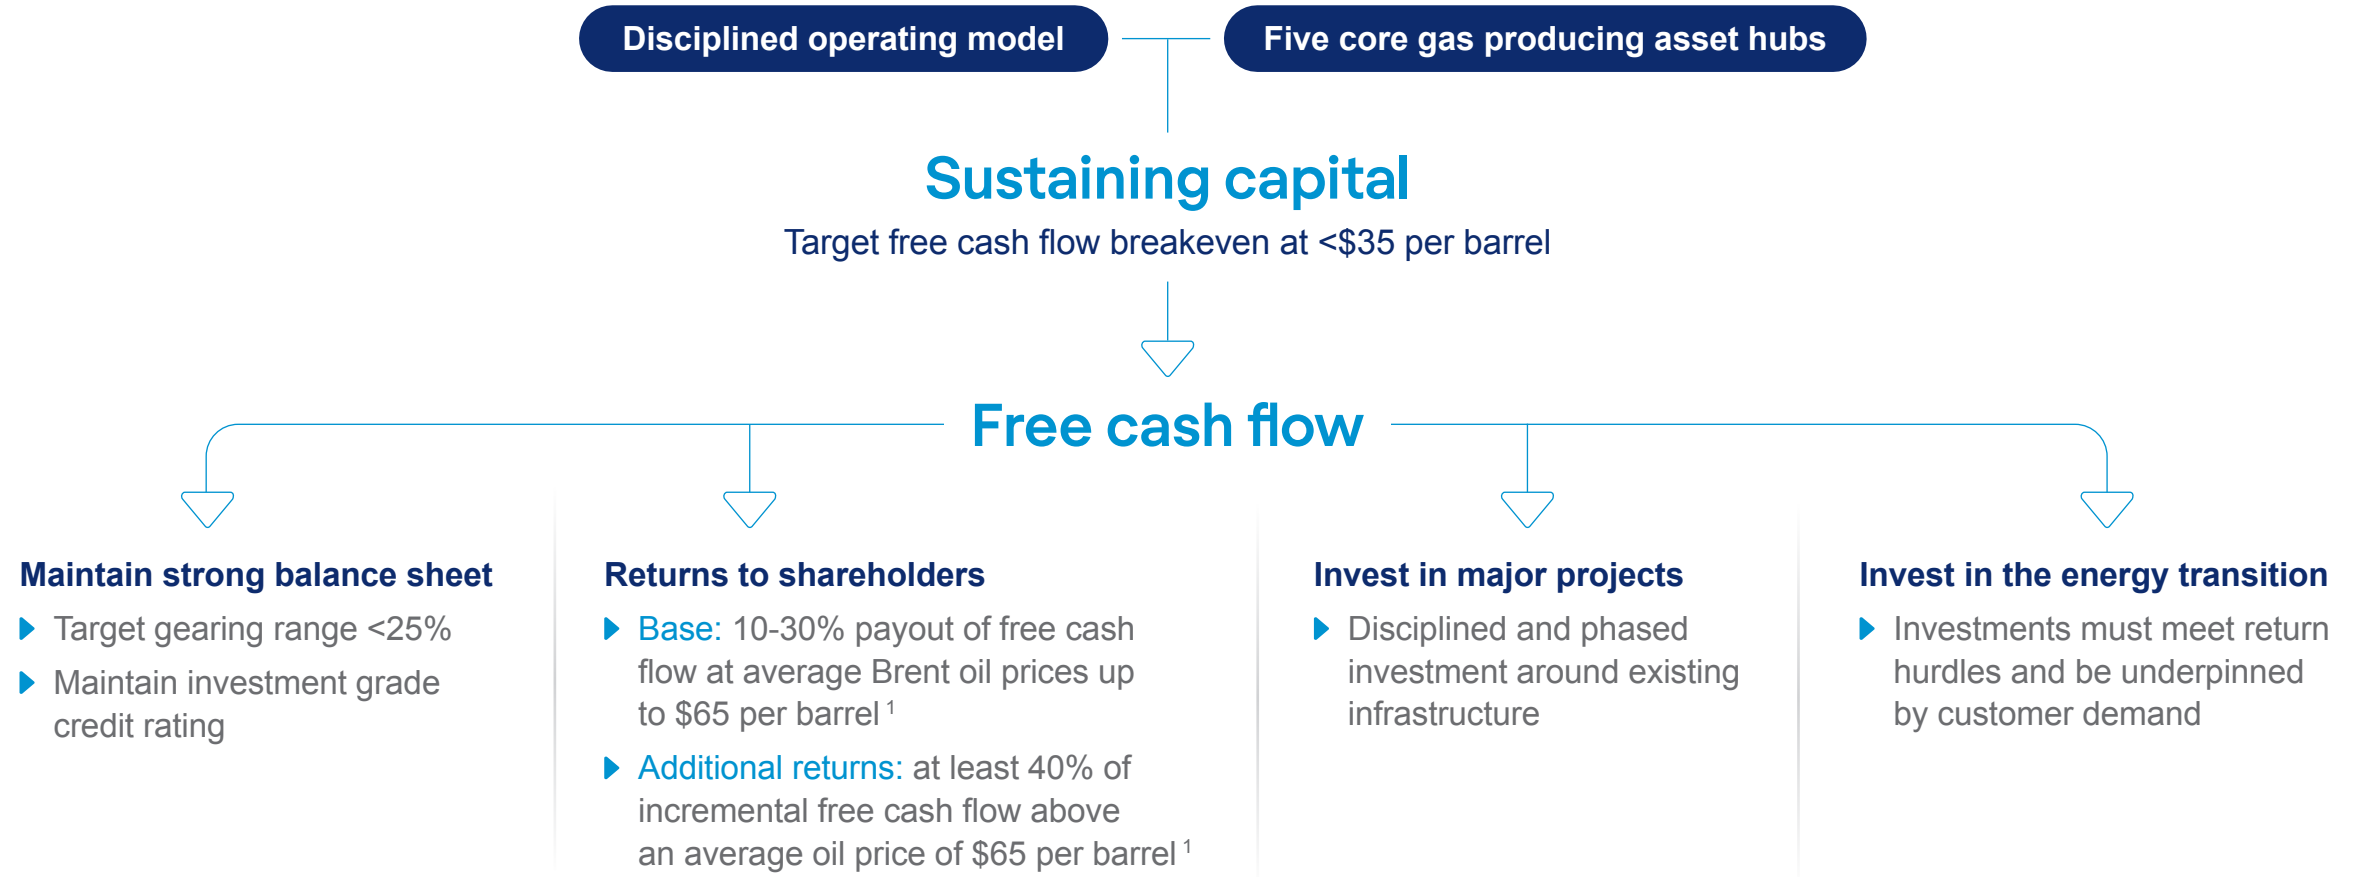 Disciplined operating model
Five core gas producing asset hubs
Sustaining capital
Target free cash flow breakeven at <$35 per barrel
Free cash flow
Maintain strong balance sheet
Target gearing range <25%
Maintain investment grade
credit rating
Returns to shareholders
Base: 10-30% payout of free cash
flow at average Brent oil prices up
to $65 per barrel 1
Additional returns: at least 40% of
incremental free cash flow above
an average oil price of $65 per barrel 1
Invest in major projects
Disciplined and phased
investment around existing
infrastructure
Invest in the energy transition
Investments must meet return
hurdles and be underpinned
by customer demand